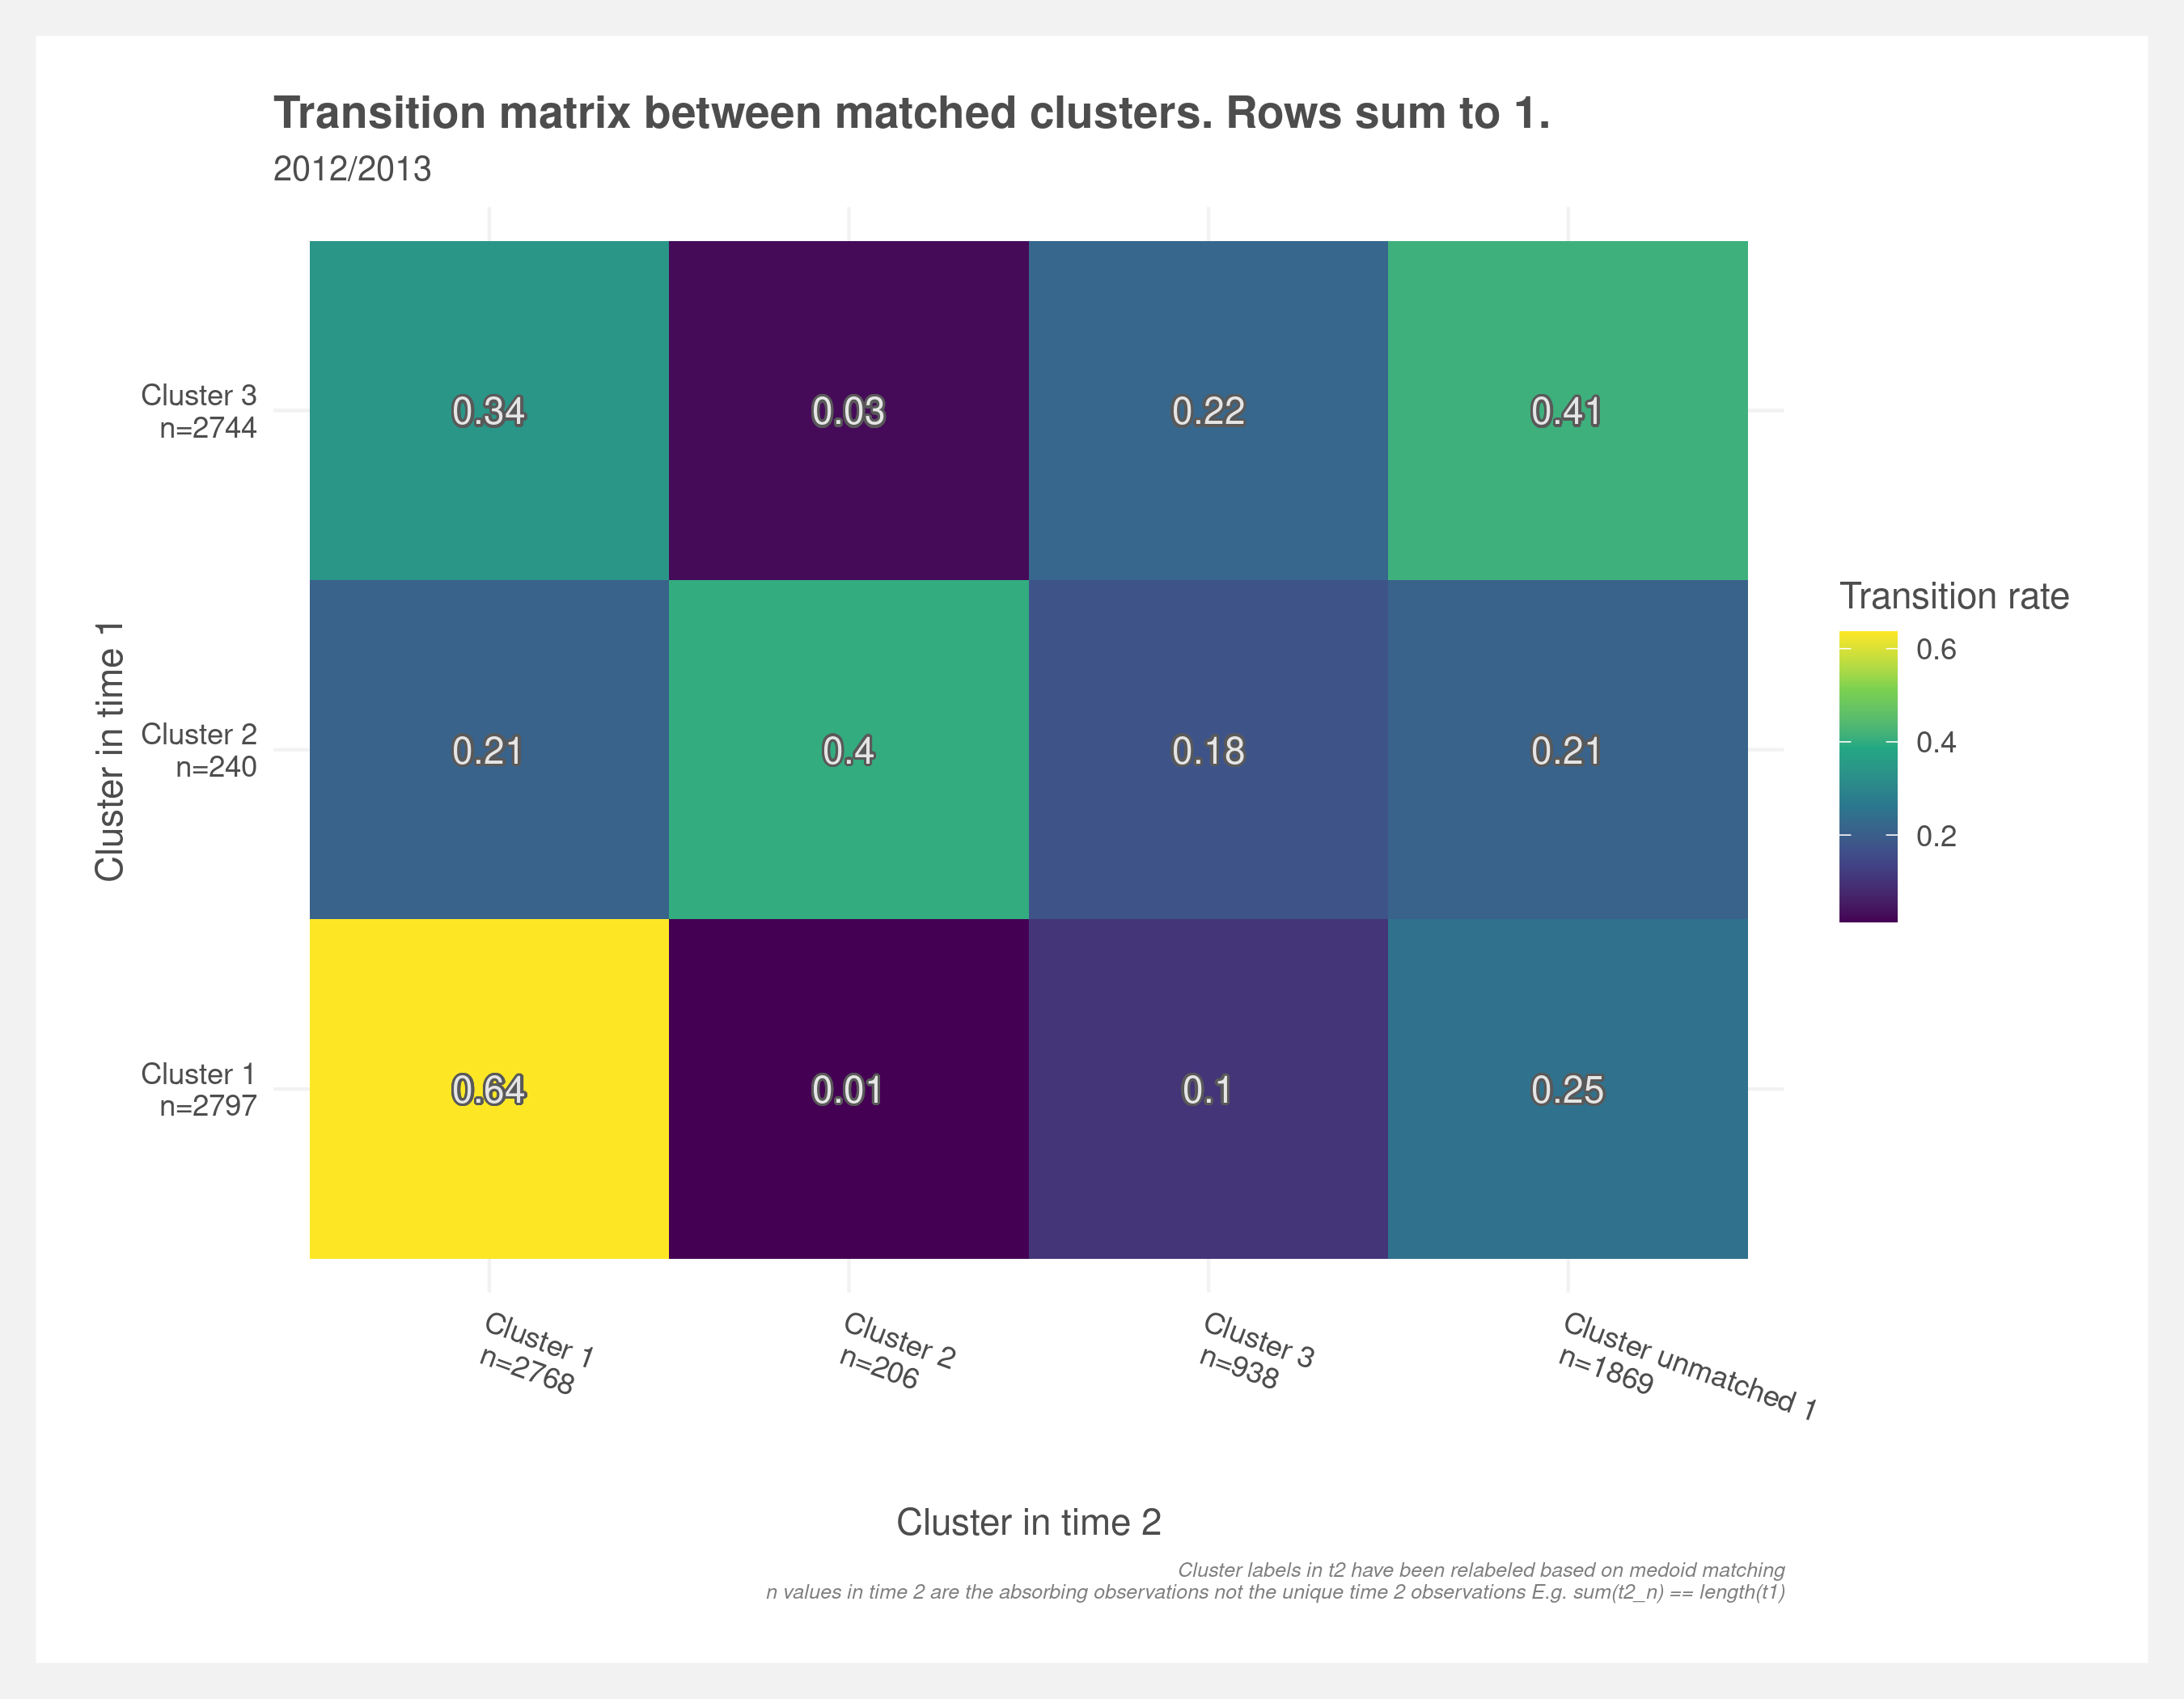 Transition matrix between matched clusters. Rows sum to 1.
2012/2013
Cluster in time 1
Cluster 3
n=2744
0.34
0.03
0.22
0.41
Cluster 2
n=240
0.21
0.4
0.18
0.21
Cluster 1
n=2797
0.64
0.01
0.1
0.25
Cluster 1
n=2768
Cluster 2
n=206
Cluster 3
n=938
Cluster unmatched 1
n=1869
Cluster in time 2
Transition rate
0.6
0.4
0.2
Cluster labels in t2 have been relabeled based on medoid matching
n values in time 2 are the absorbing observations not the unique time 2 observations E.g. sum(t2_n) == length(t1)